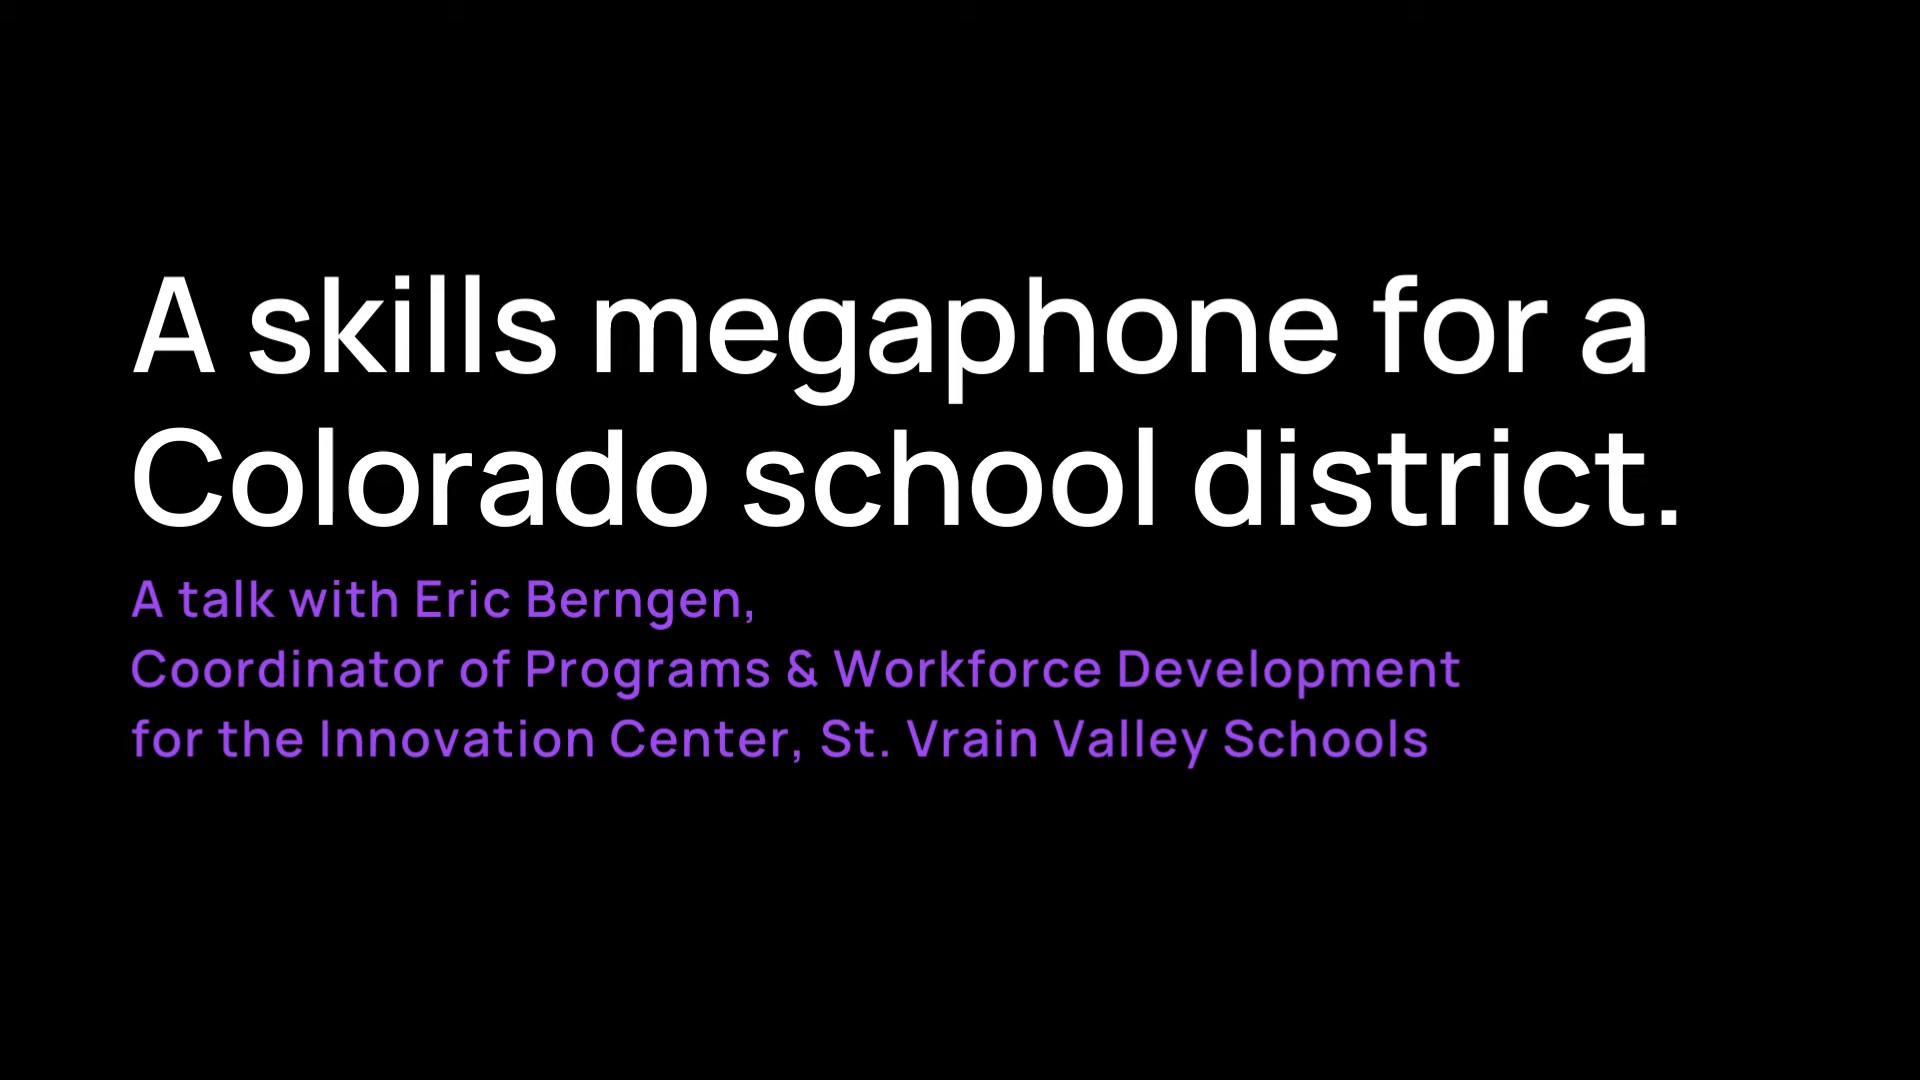 A skills megaphone for a
Colorado school district.
A talk with Eric Berngen,
Coordinator of Programs & Workforce Development
for the Innovation Center, St. Vrain Valley Schools